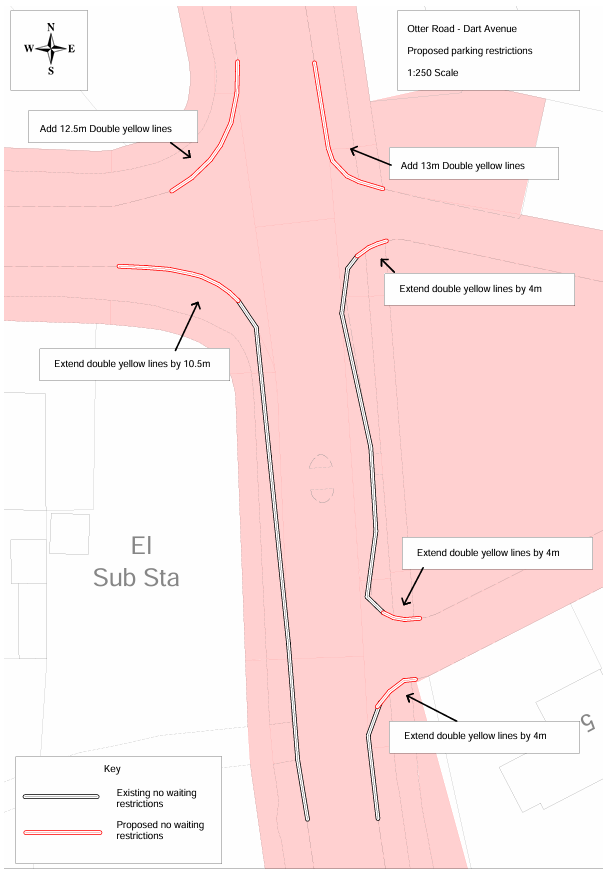 N
W E
S
Otter Road - Dart Avenue
Proposed parking restrictions
1:250 Scale
Add 12.5m Double yellow lines
Add 13m Double yellow lines
Extend double yellow lines by 4m
Extend double yellow lines by 10.5m
El
Sub Sta
Extend double yellow lines by 4m
5
Extend double yellow lines by 4m
Key
Existing no waiting
restrictions
Proposed no waiting
restrictions